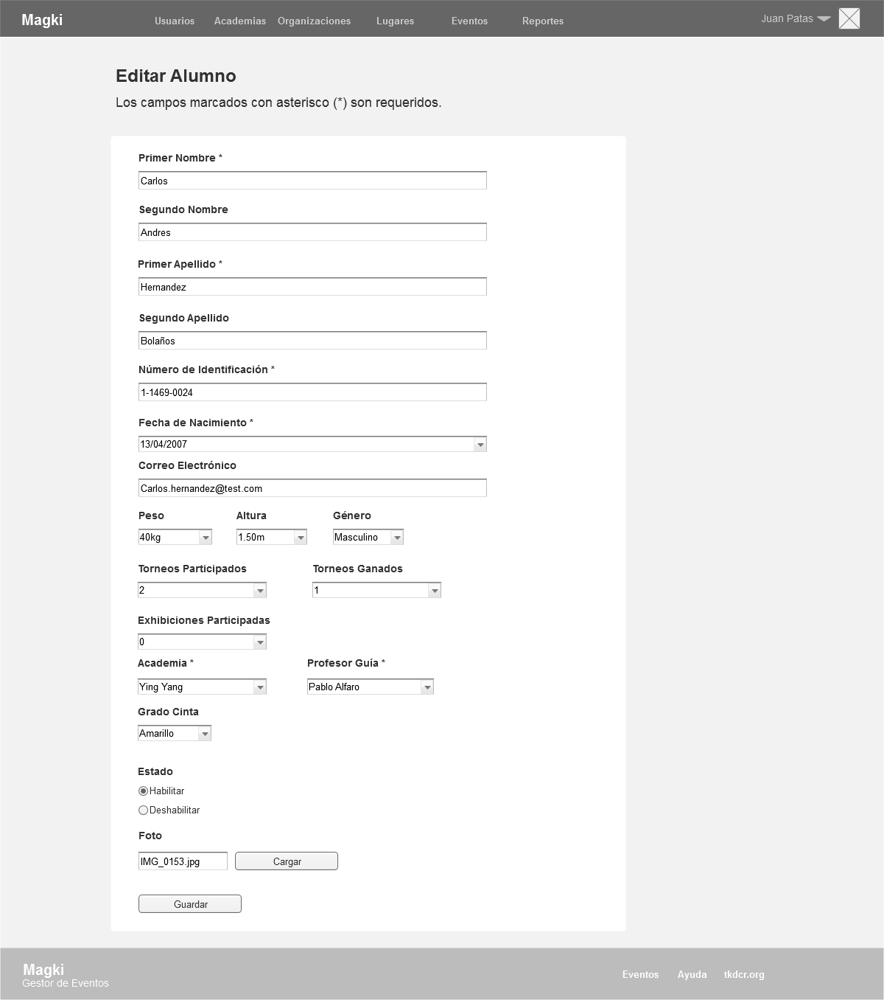 Magki Usuarios Academias Organizaciones Lugares Eventos Reportes Juan Patas
Editar Alumno
Los campos marcados con asterisco (*) son requeridos.
Primer Nombre *
Carlos
Segundo Nombre
Andres
Primer Apellido *
Hernandez
Segundo Apellido
Bolaños
Número de Identificación *
1-1469-0024
Fecha de Nacimiento *
13/04/2007
Correo Electrónico
Carlos.hernandez@test.com
Peso Altura Género
40kg 1.50m Masculino
Torneos Participados Torneos Ganados
2 1
Exhibiciones Participadas
0
Academia * Profesor Guía *
Ying Yang Pablo Alfaro
Grado Cinta
Amarillo
Estado
Habilitar
Deshabilitar
Foto
IMG_0153.jpg Cargar
Guardar
Magki
Gestor de Eventos
Eventos Ayuda tkdcr.org